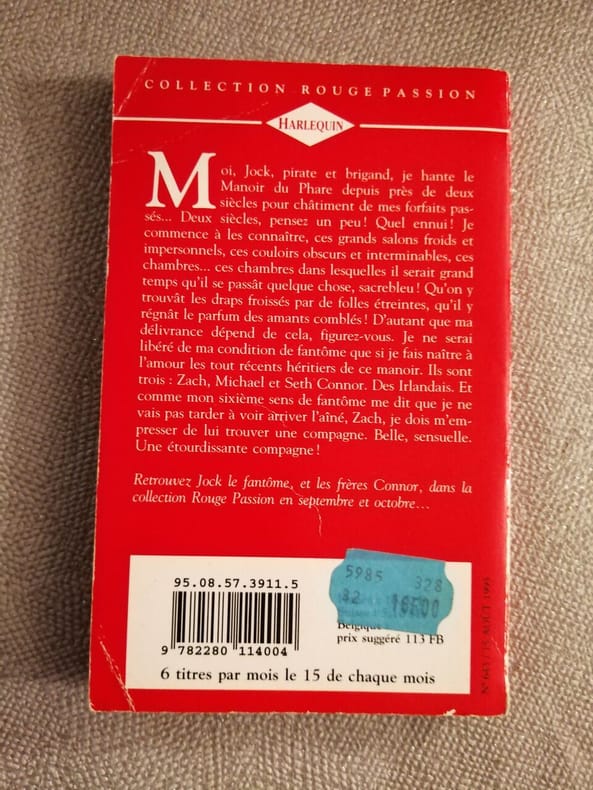 COLLECTION ROUGE PASSION
HARLEQUIN
Moi, Jock, pirate et brigand, je hante le
Manoir du Phare depuis près de deux
siècles pour châtiment de mes forfaits pas-
sés... Deux siècles, pensez un peu ! Quel ennui ! Je
commence à les connaître, ces grands salons froids et
impersonnels, ces couloirs obscurs et interminables, ces
chambres... ces chambres dans lesquelles il serait grand
temps qu'il se passât quelque chose, sacrebleu ! Qu'on y
trouvât les draps froissés par de folles étreintes, qu'il y
régnât le parfum des amants comblés ! D'autant que ma
délivrance dépend de cela, figurez-vous. Je ne serai
libéré de ma condition de fantôme que si je fais naître à
l'amour les tout récents héritiers de ce manoir. Ils sont
trois : Zach, Michael et Seth Connor. Des Irlandais. Et
comme mon sixième sens de fantôme me dit que je ne
vais pas tarder à voir arriver l'aîné, Zach, je dois m'em-
presser de lui trouver une compagne. Belle, sensuelle.
Une étourdissante compagne !
Retrouvez Jock le fantôme, et les frères Connor, dans la
collection Rouge Passion en septembre et octobre...
95.08.57.3911.5
5985 328
82 16F00
Belgique
prix suggéré 113 FB
9 782280 114004
6 titres par mois le 15 de chaque mois
N° 643 / 15 AOÛT 1995